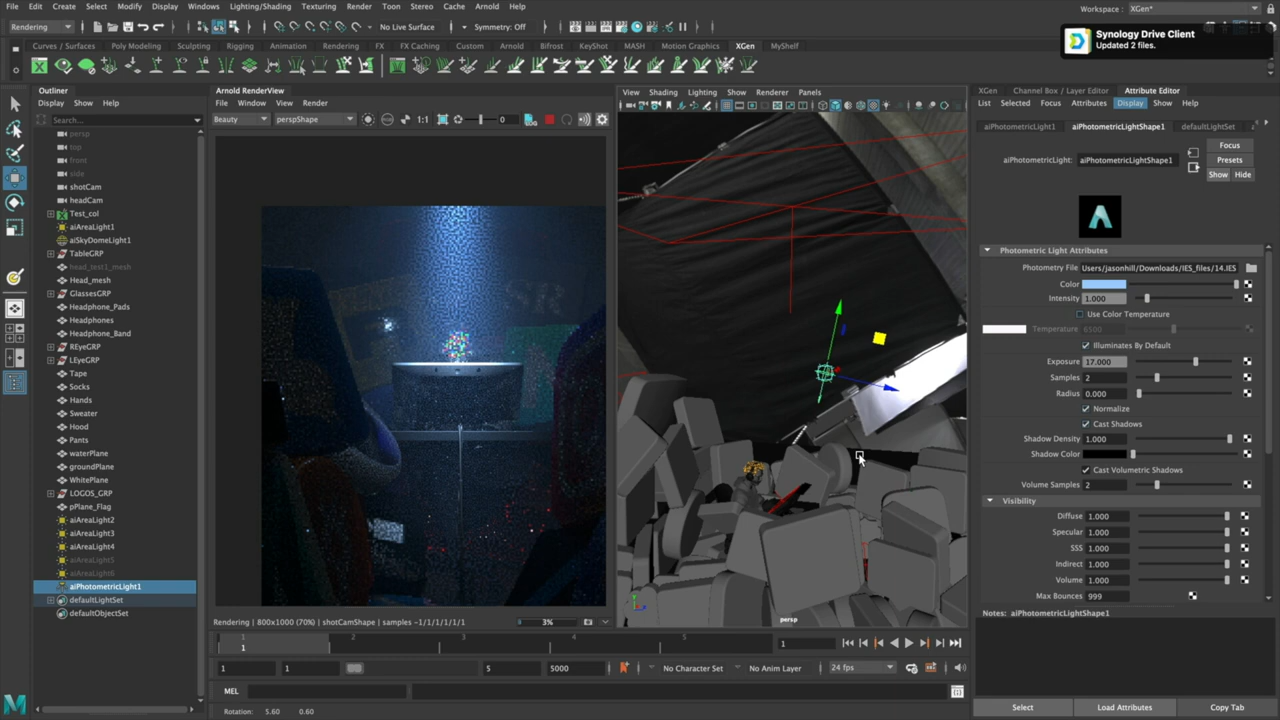 File Edit Create Select Modify Display Windows Lighting/Shading Texturing Render Toon Stereo Cache Arnold Help
Workspace : XGen*
Rendering
No Live Surface
Symmetry: Off
Synology Drive Client
Updated 2 files.
Curves / Surfaces Poly Modeling Sculpting Rigging Animation Rendering FX FX Caching Custom Arnold Bifrost KeyShot MASH Motion Graphics XGen MyShelf
Outliner
Display Show Help
Search...
persp
top
front
side
shotCam
headCam
Test_col
aiAreaLight1
aiSkyDomeLight1
TableGRP
head_test1_mesh
Head_mesh
GlassesGRP
Headphone_Pads
Headphones
Headphone_Band
REyeGRP
LEyeGRP
Tape
Socks
Hands
Sweater
Hood
Pants
waterPlane
groundPlane
WhitePlane
LOGOS_GRP
pPlane_Flag
aiAreaLight2
aiAreaLight3
aiAreaLight4
aiAreaLight5
aiAreaLight6
aiPhotometricLight1
defaultLightSet
defaultObjectSet
Arnold RenderView
File Window View Render
Beauty perspShape 1:1 0
Rendering | 800x1000 (70%) | shotCamShape | samples -1/1/1/1/1/1
3%
View Shading Lighting Show Renderer Panels
persp
XGen Channel Box / Layer Editor Attribute Editor
List Selected Focus Attributes Display Show Help
aiPhotometricLight1 aiPhotometricLightShape1 defaultLightSet
aiPhotometricLight: aiPhotometricLightShape1
Focus
Presets
Show Hide
Photometric Light Attributes
Photometry File Users/jasonhill/Downloads/IES_files/14.IES
Color
Intensity 1.000
Use Color Temperature
Temperature 6500
Illuminates By Default
Exposure 17.000
Samples 2
Radius 0.000
Normalize
Cast Shadows
Shadow Density 1.000
Shadow Color
Cast Volumetric Shadows
Volume Samples 2
Visibility
Diffuse 1.000
Specular 1.000
SSS 1.000
Indirect 1.000
Volume 1.000
Max Bounces 999
Notes: aiPhotometricLightShape1
Select Load Attributes Copy Tab
1 2 3 4 5
1
1
1 1 5 5000
No Character Set
No Anim Layer
24 fps
MEL
Rotation: 5.60 0.60